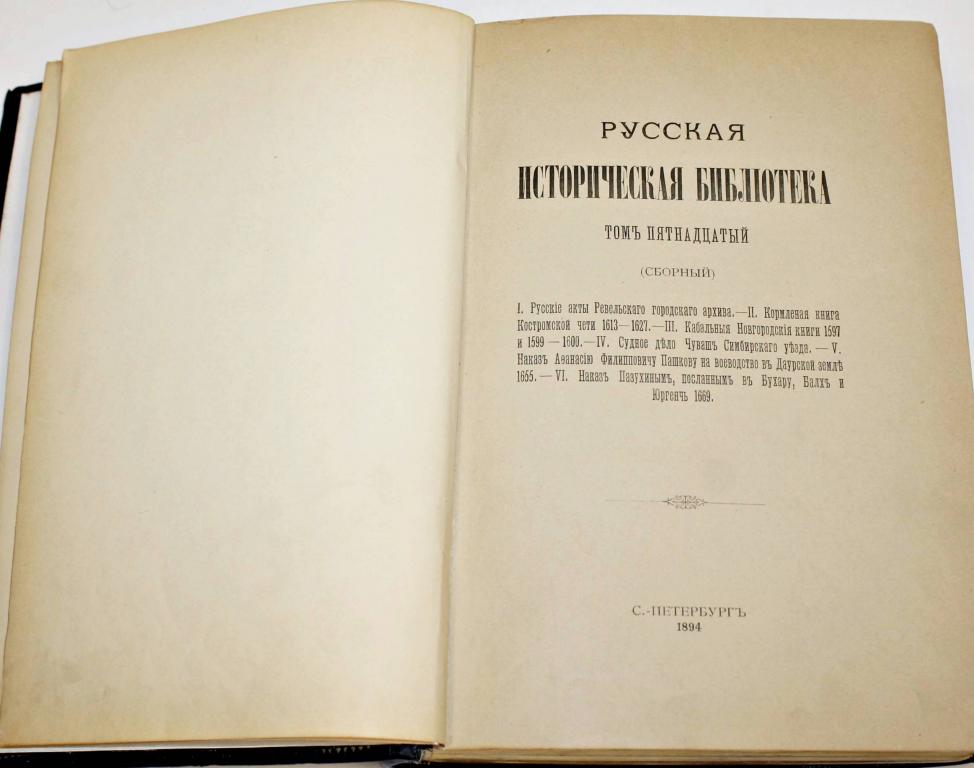 РУССКАЯ
ИСТОРИЧЕСКАЯ БИБЛІОТЕКА
ТОМЪ ПЯТНАДЦАТЫЙ
(СБОРНЫЙ)
I. Русскіе акты Ревельскаго городскаго архива.—II. Кормленая книга
Костромской чети 1613—1627.—III. Кабальныя Новгородскія книги 1597
и 1599 — 1600.—IV. Судное дѣло Чувашъ Симбирскаго уѣзда. — V.
Наказъ Аѳанасію Филипповичу Пашкову на воеводство въ Даурской землѣ
1655. — VI. Наказъ Пазухинымъ, посланнымъ въ Бухару, Балхъ и
Юргенчь 1669.
С.-ПЕТЕРБУРГЪ
1894